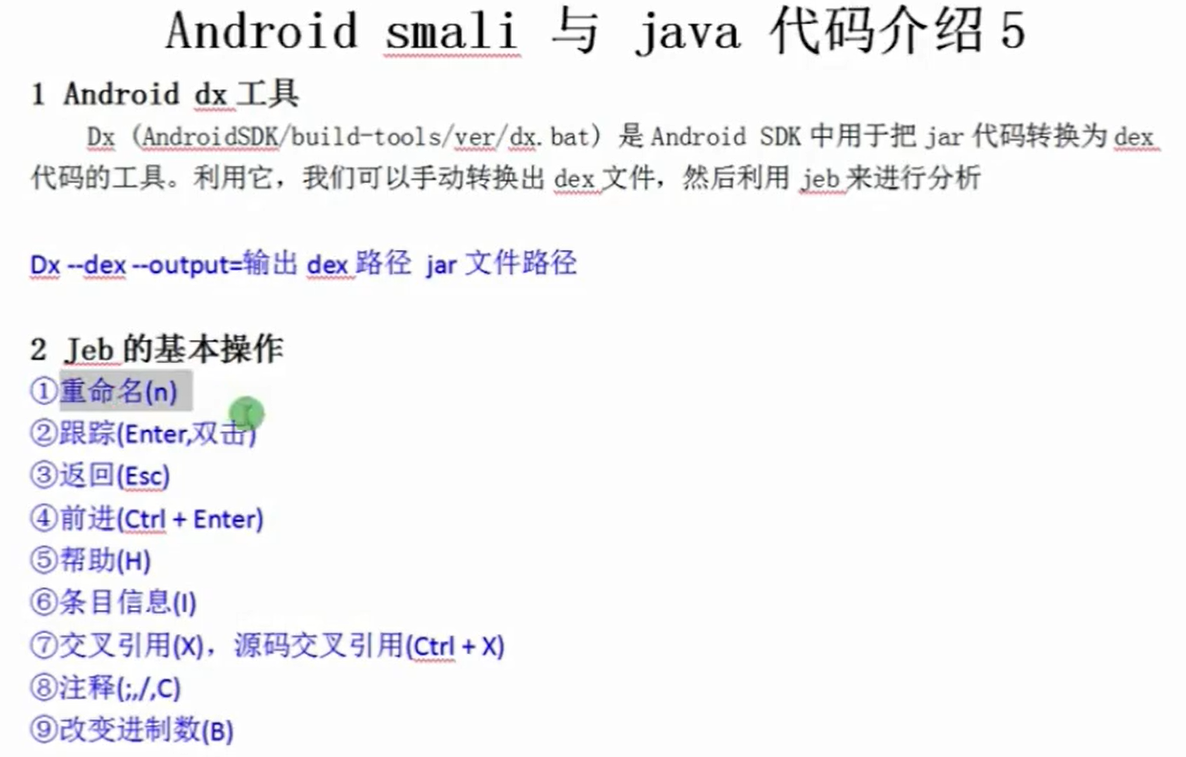 Android smali 与 java 代码介绍 5
1 Android dx 工具
Dx (AndroidSDK/build-tools/ver/dx.bat) 是 Android SDK 中用于把 jar 代码转换为 dex
代码的工具。利用它，我们可以手动转换出 dex 文件，然后利用 jeb 来进行分析
Dx --dex --output=输出 dex 路径 jar 文件路径
2 Jeb 的基本操作
①重命名(n)
②跟踪(Enter,双击)
③返回(Esc)
④前进(Ctrl + Enter)
⑤帮助(H)
⑥条目信息(I)
⑦交叉引用(X)，源码交叉引用(Ctrl + X)
⑧注释(;,/,C)
⑨改变进制数(B)